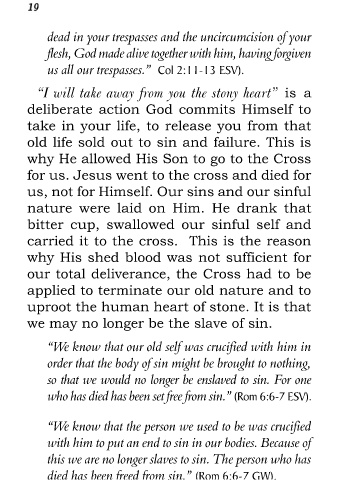 19
dead in your trespasses and the uncircumcision of your
flesh, God made alive together with him, having forgiven
us all our trespasses.” Col 2:11-13 ESV).
“I will take away from you the stony heart” is a
deliberate action God commits Himself to
take in your life, to release you from that
old life sold out to sin and failure. This is
why He allowed His Son to go to the Cross
for us. Jesus went to the cross and died for
us, not for Himself. Our sins and our sinful
nature were laid on Him. He drank that
bitter cup, swallowed our sinful self and
carried it to the cross. This is the reason
why His shed blood was not sufficient for
our total deliverance, the Cross had to be
applied to terminate our old nature and to
uproot the human heart of stone. It is that
we may no longer be the slave of sin.
“We know that our old self was crucified with him in
order that the body of sin might be brought to nothing,
so that we would no longer be enslaved to sin. For one
who has died has been set free from sin.” (Rom 6:6-7 ESV).
“We know that the person we used to be was crucified
with him to put an end to sin in our bodies. Because of
this we are no longer slaves to sin. The person who has
died has been freed from sin.” (Rom 6:6-7 GW).